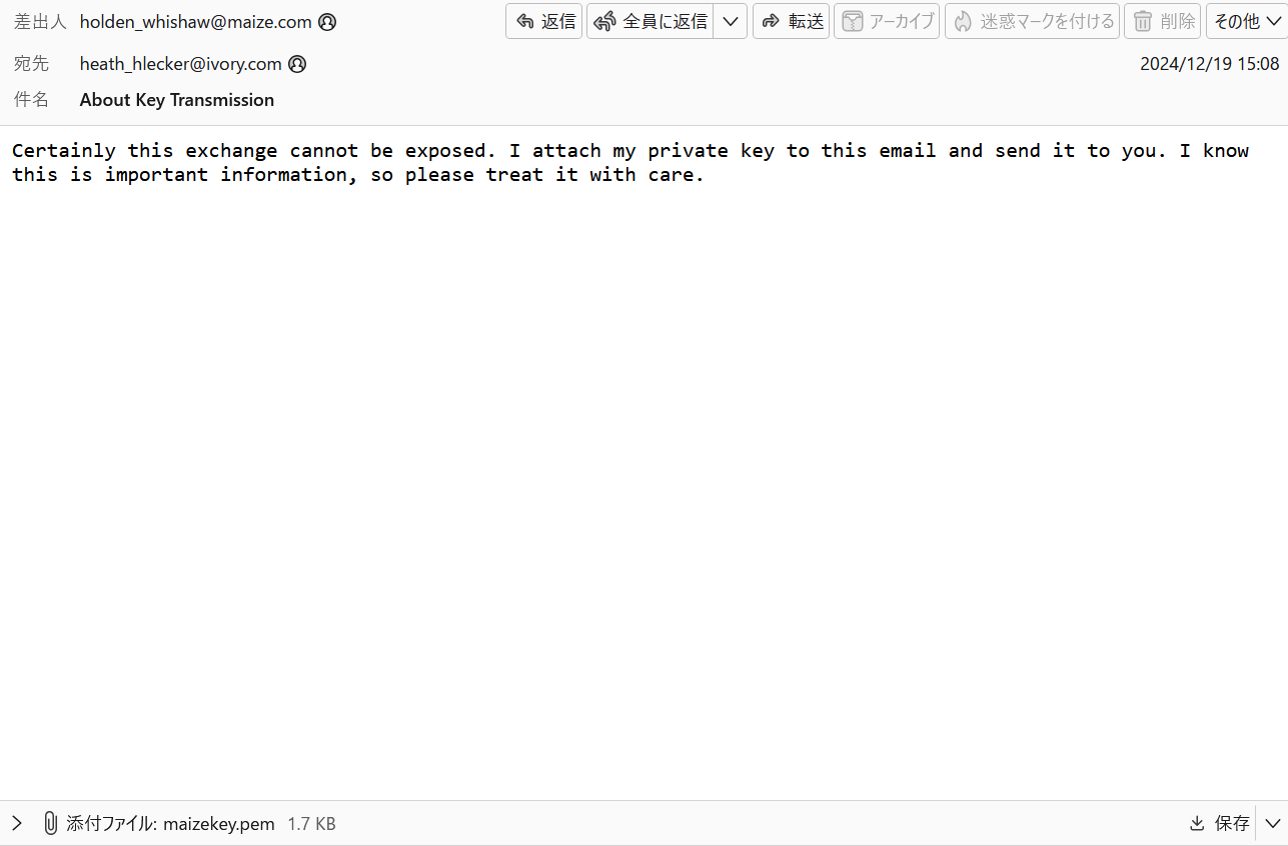 差出人 holden_whishaw@maize.com 返信 全員に返信 転送 アーカイブ 迷惑マークを付ける 削除 その他
宛先 heath_hlecker@ivory.com 2024/12/19 15:08
件名 About Key Transmission
Certainly this exchange cannot be exposed. I attach my private key to this email and send it to you. I know
this is important information, so please treat it with care.
添付ファイル: maizekey.pem 1.7 KB 保存